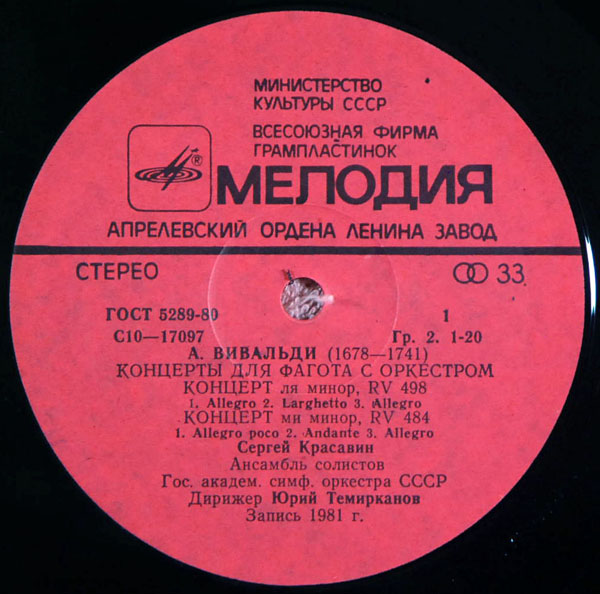 МИНИСТЕРСТВО
КУЛЬТУРЫ СССР
ВСЕСОЮЗНАЯ ФИРМА
ГРАМПЛАСТИНОК
® МЕЛОДИЯ
АПРЕЛЕВСКИЙ ОРДЕНА ЛЕНИНА ЗАВОД
СТЕРЕО 33
ГОСТ 5289-80 1
С10—17097 Гр. 2. 1-20
А. ВИВАЛЬДИ (1678—1741)
КОНЦЕРТЫ ДЛЯ ФАГОТА С ОРКЕСТРОМ
КОНЦЕРТ ля минор, RV 498
1. Allegro 2. Larghetto 3. Allegro
КОНЦЕРТ ми минор, RV 484
1. Allegro poco 2. Andante 3. Allegro
Сергей Красавин
Ансамбль солистов
Гос. академ. симф. оркестра СССР
Дирижер Юрий Темирканов
Запись 1981 г.